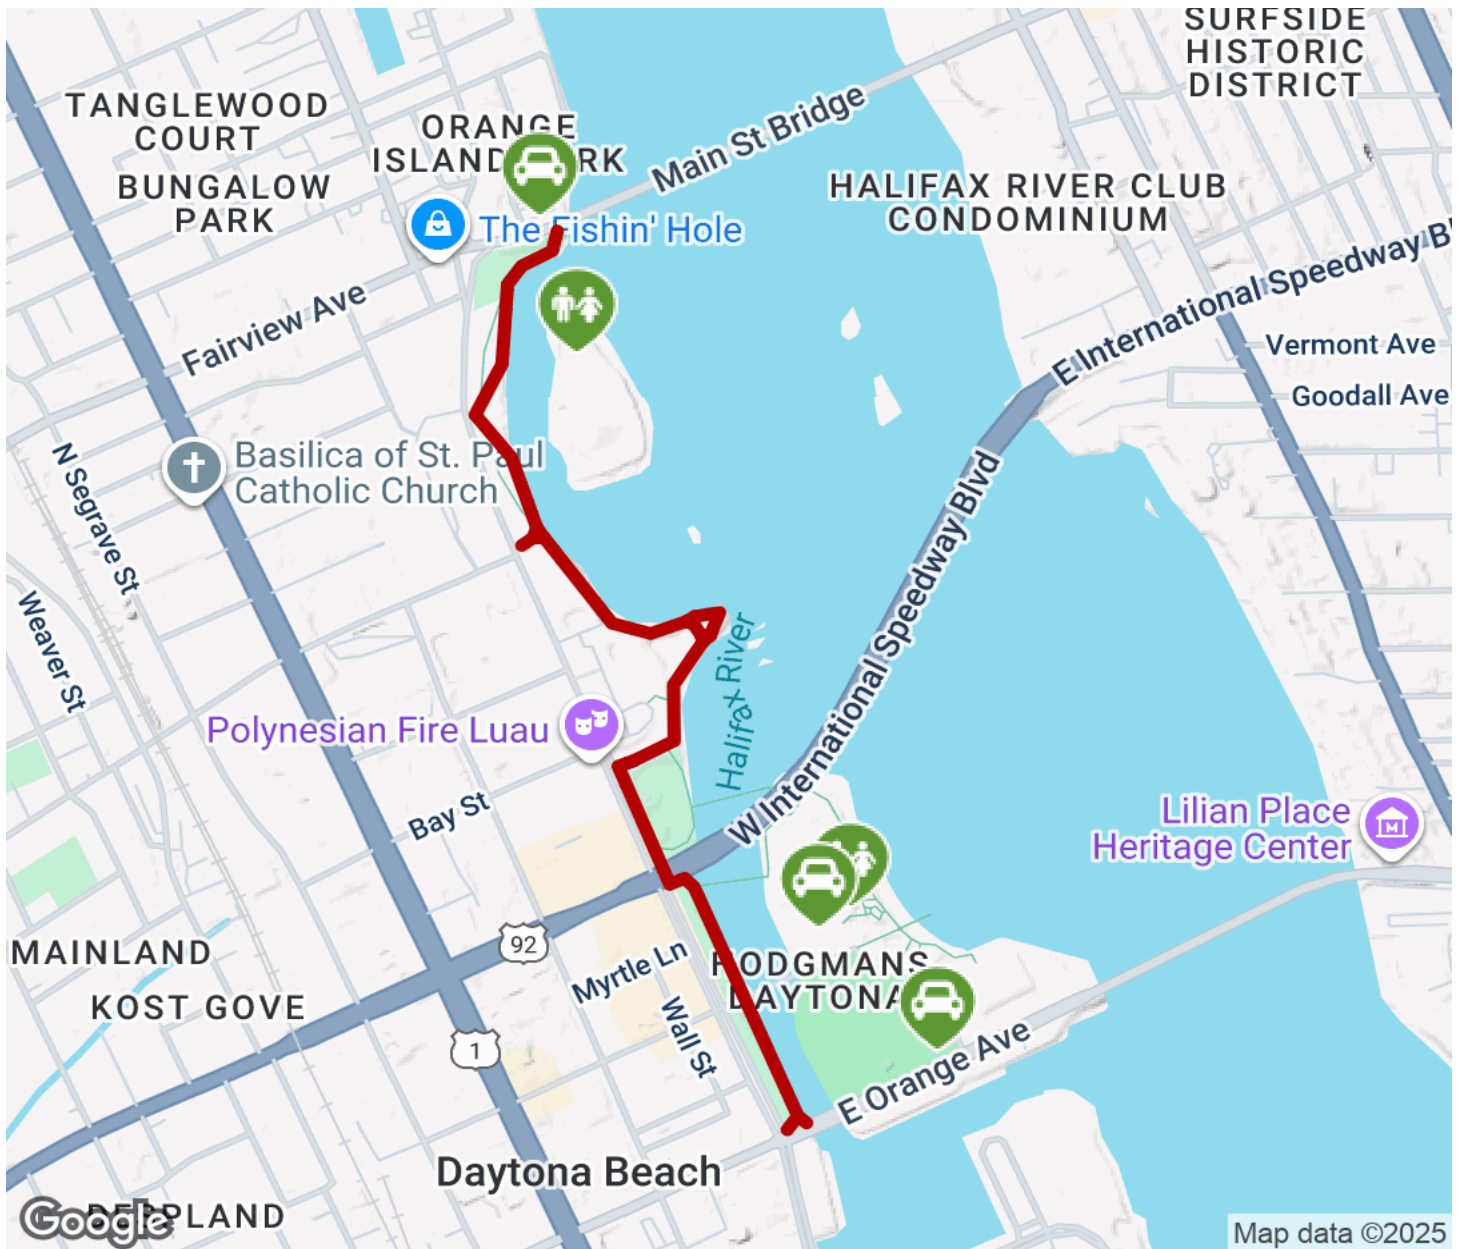 SURFSIDE
HISTORIC
DISTRICT
TANGLEWOOD
COURT
ORANGE
BUNGALOW
PARK
Main St Bridge
HALIFAX RIVER CLUB
CONDOMINIUM
The Fishin' Hole
E International Speedway
Fairview Ave
Vermont Ave
Goodall Ave
Basilica of St. Paul
Catholic Church
N Segrave St
Weaver St
Halifax River
W International Speedway Blvd
Polynesian Fire Luau
Bay St
Lilian Place
Heritage Center
MAINLAND
92
Myrtle Ln
HODGMANS
DAYTONA
KOST GOVE
Wall St
1
E Orange Ave
Daytona Beach
Google
Map data ©2025